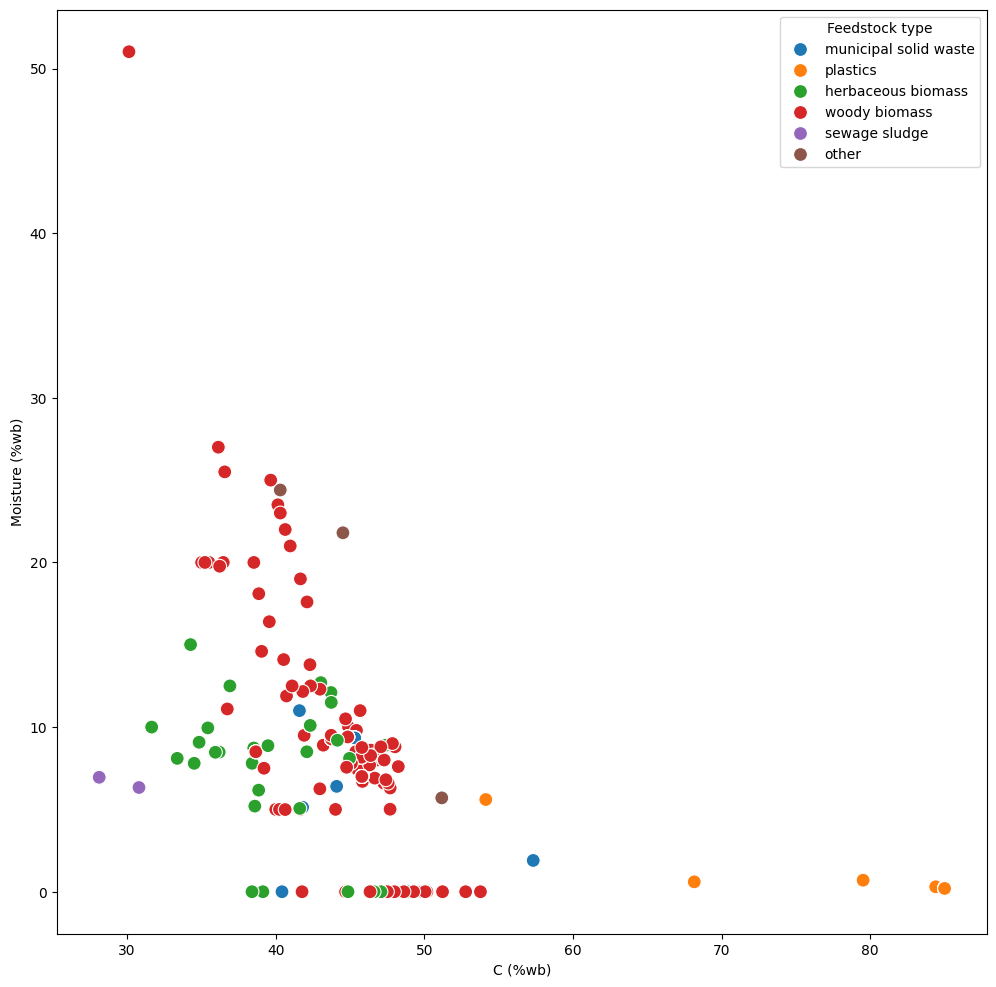 Feedstock type
municipal solid waste
plastics
herbaceous biomass
woody biomass
sewage sludge
other
Moisture (%wb)
50
40
30
20
10
0
30
40
50
60
70
80
C (%wb)